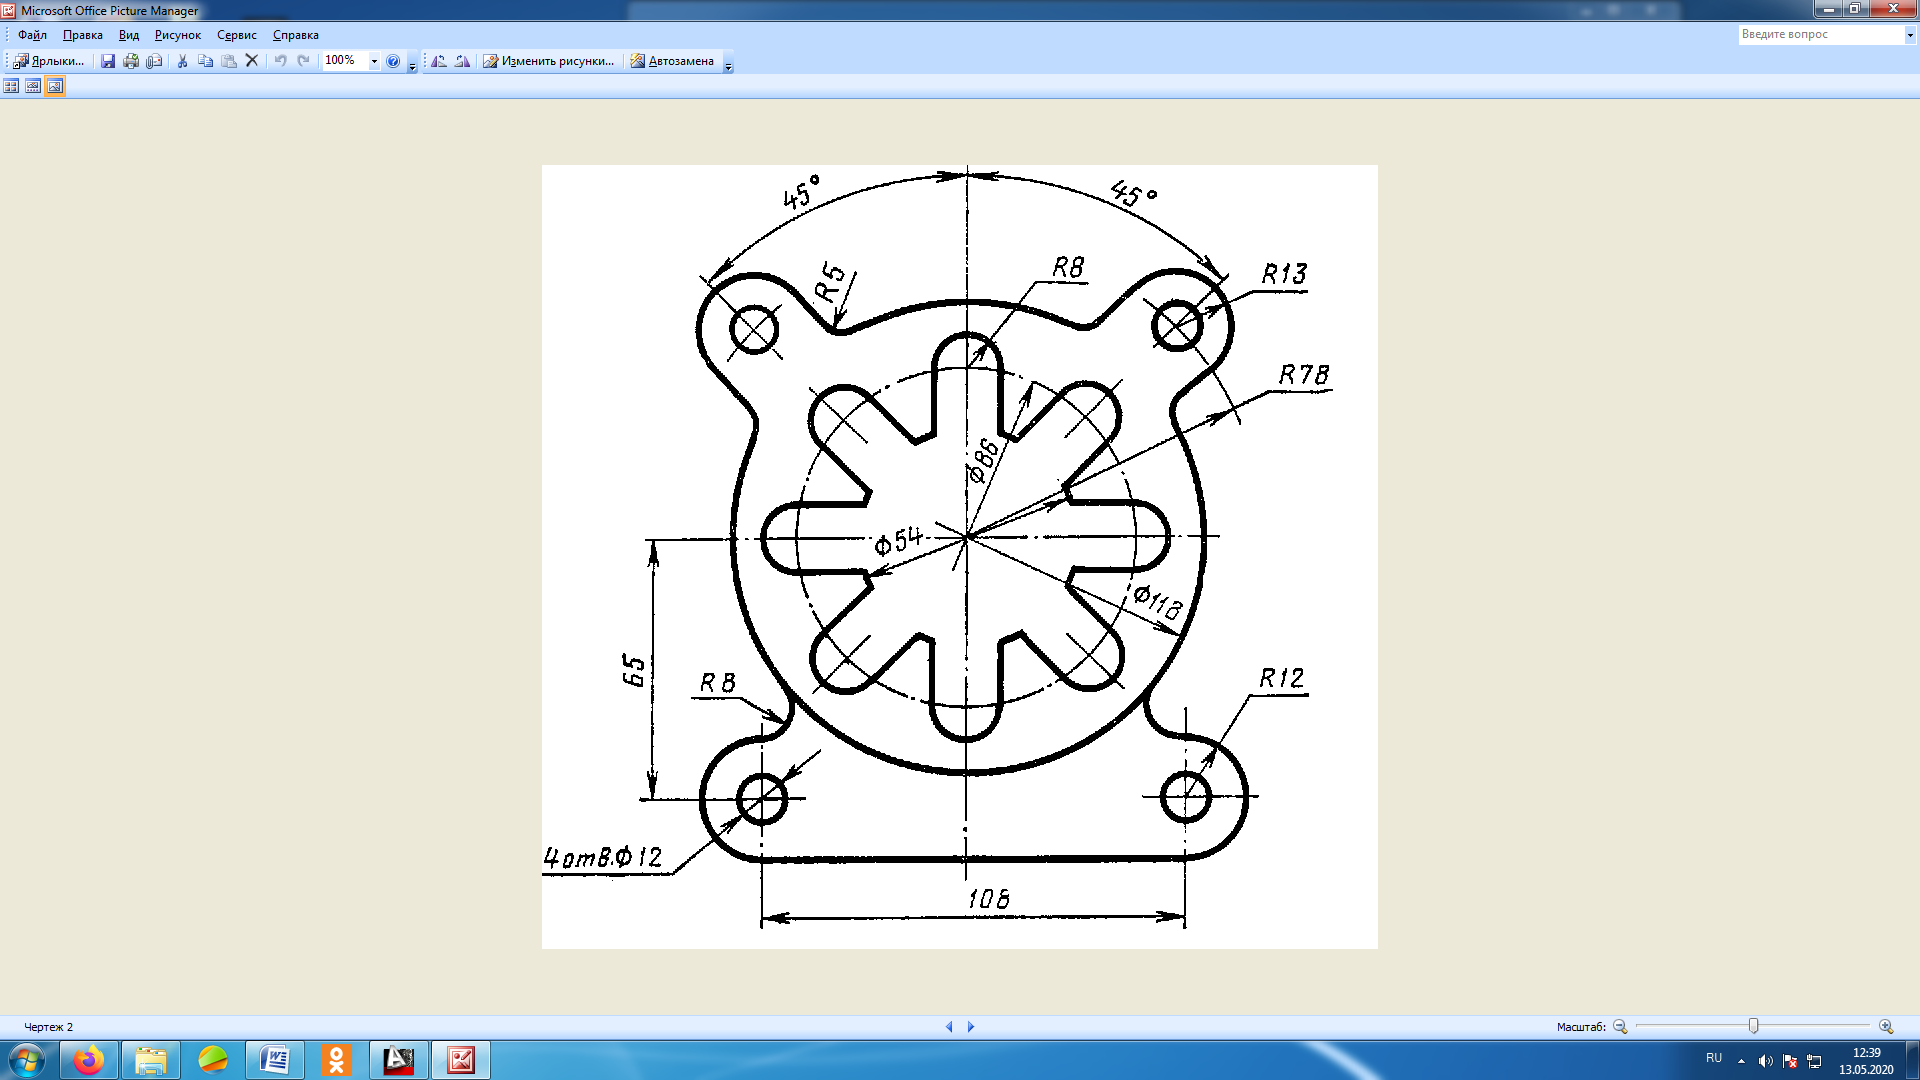 Microsoft Office Picture Manager
Файл Правка Вид Рисунок Сервис Справка
Введите вопрос
Ярлыки... 100% Изменить рисунки... Автозамена
45° 45°
R5
R8
R13
R78
Ф86
Ф54
Ф118
65
R8
R12
4отв.Ф12
108
Чертеж 2
Масштаб:
RU
12:39
13.05.2020